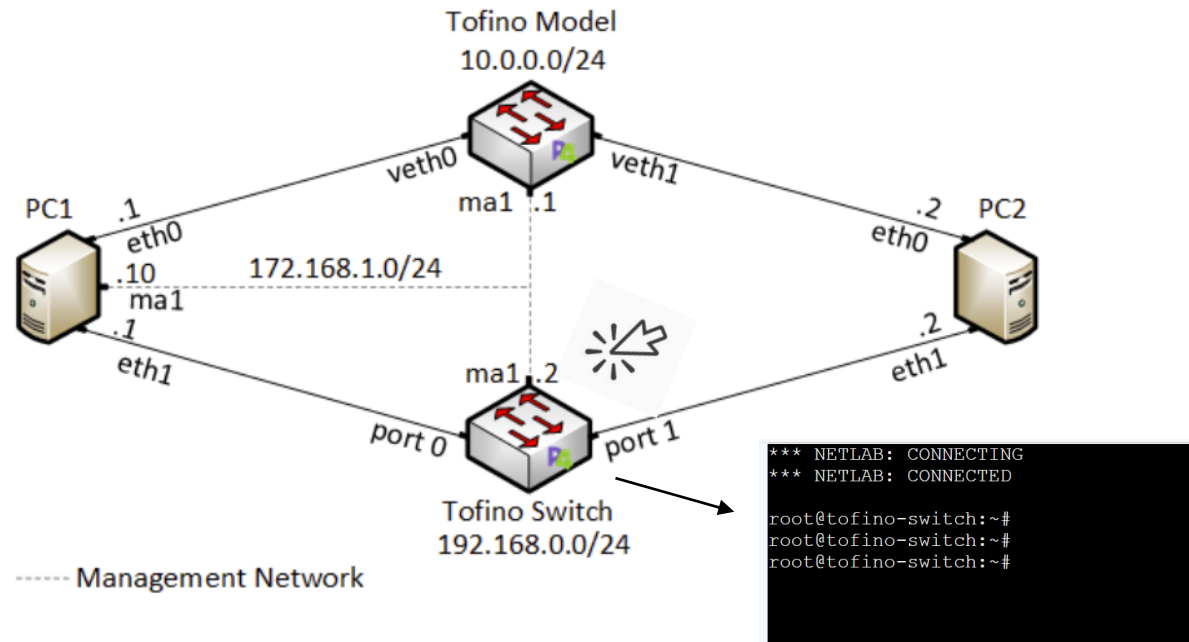 Tofino Model
10.0.0.0/24
P4
veth0
veth1
ma1 .1
PC1
.1
eth0
.2
eth0
PC2
.10
ma1
172.168.1.0/24
.1
eth1
.2
eth1
ma1 .2
port 0
port 1
P4
Tofino Switch
192.168.0.0/24
Management Network
*** NETLAB: CONNECTING
*** NETLAB: CONNECTED
root@tofino-switch:~#
root@tofino-switch:~#
root@tofino-switch:~#